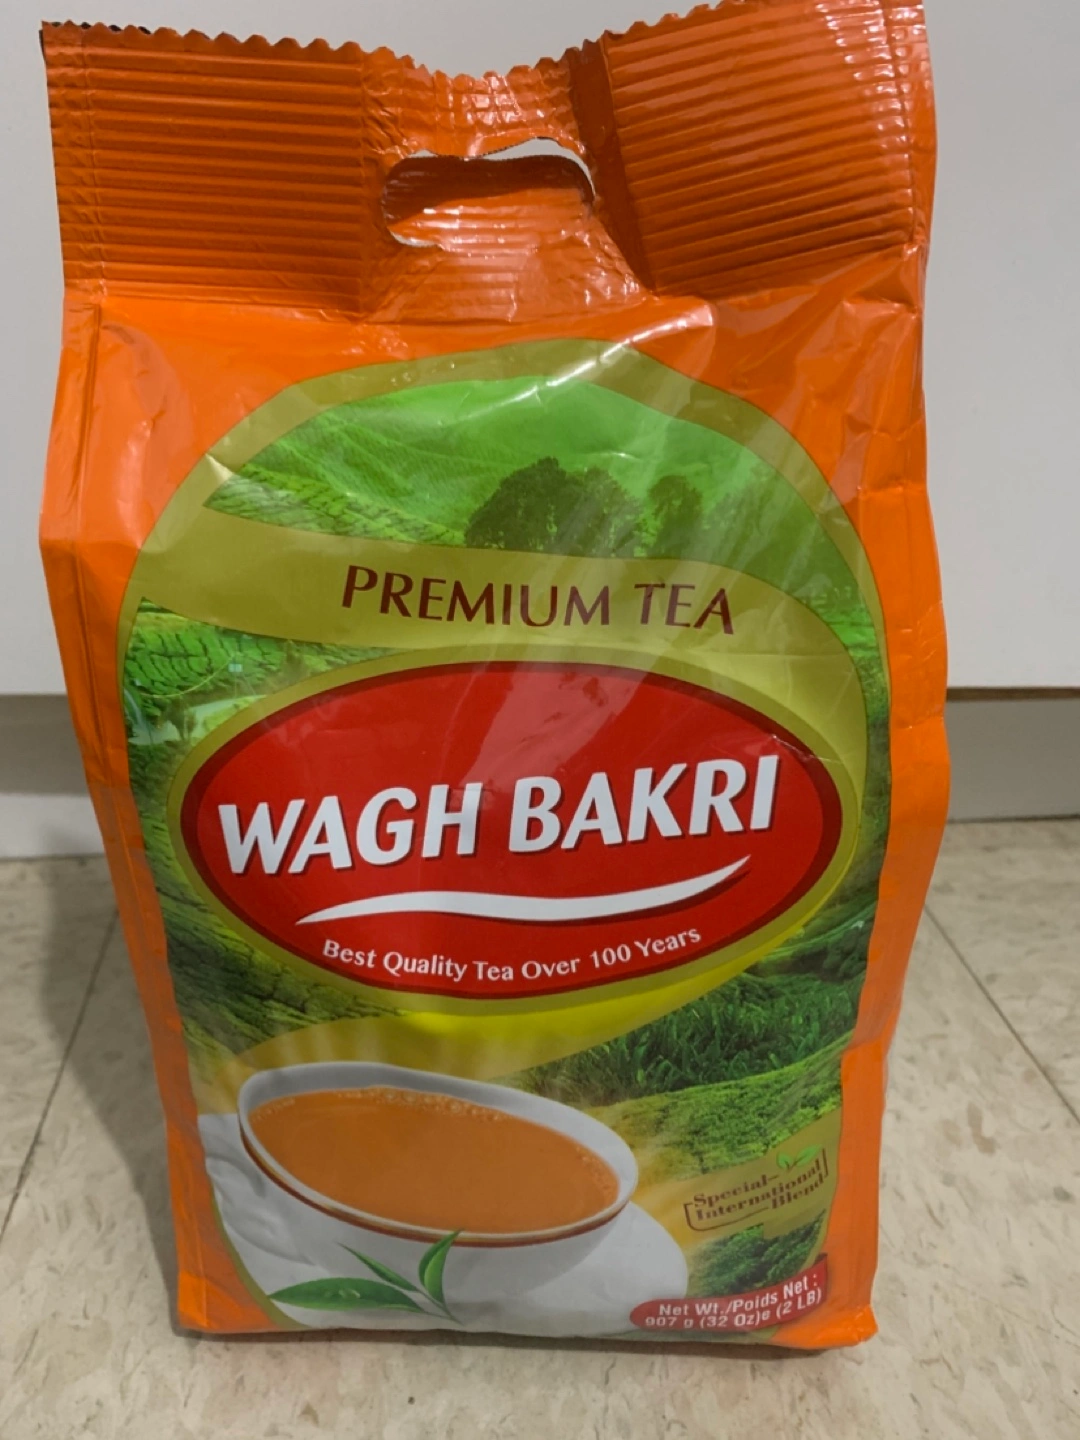 PREMIUM TEA
WAGH BAKRI
Best Quality Tea Over 100 Years
Special
International
Blend
Net Wt./Poids Net :
907 g (32 Oz)e (2 LB)